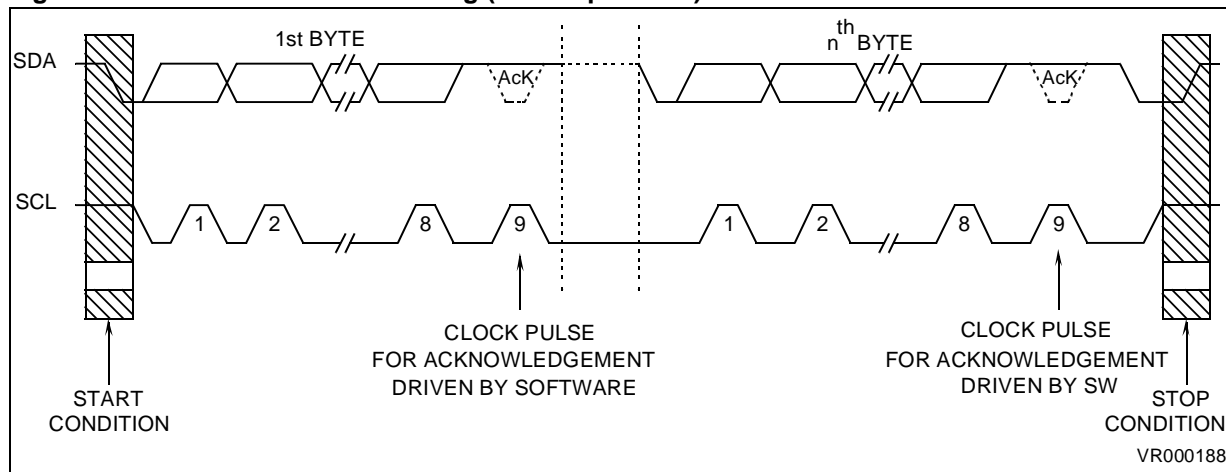 1st BYTE
nth BYTE
SDA
AcK
AcK
SCL
1
2
8
9
1
2
8
9
CLOCK PULSE
FOR ACKNOWLEDGEMENT
DRIVEN BY SOFTWARE
CLOCK PULSE
FOR ACKNOWLEDGEMENT
DRIVEN BY SW
START
CONDITION
STOP
CONDITION
VR000188